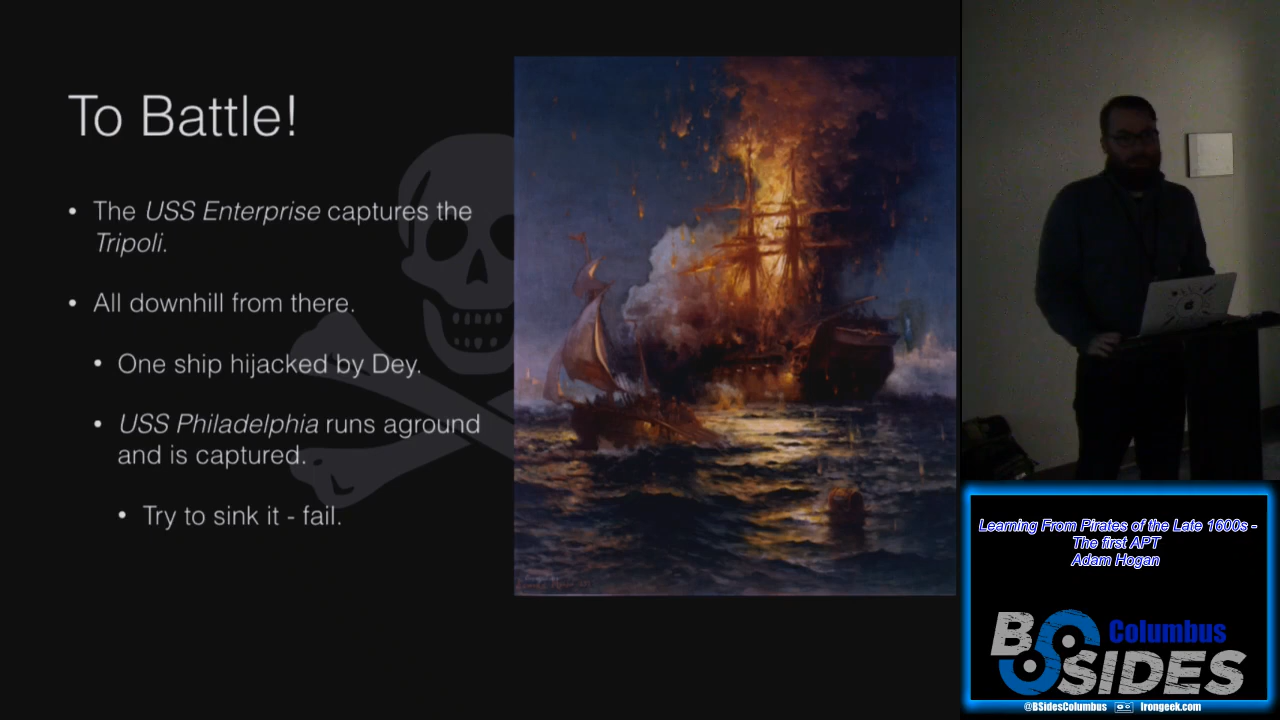 To Battle!
• The USS Enterprise captures the
Tripoli.
• All downhill from there.
• One ship hijacked by Dey.
• USS Philadelphia runs aground
and is captured.
• Try to sink it - fail.
Learning From Pirates of the Late 1600s -
The first APT
Adam Hogan
BSIDES
Columbus
@BSidesColumbus Irongeek.com